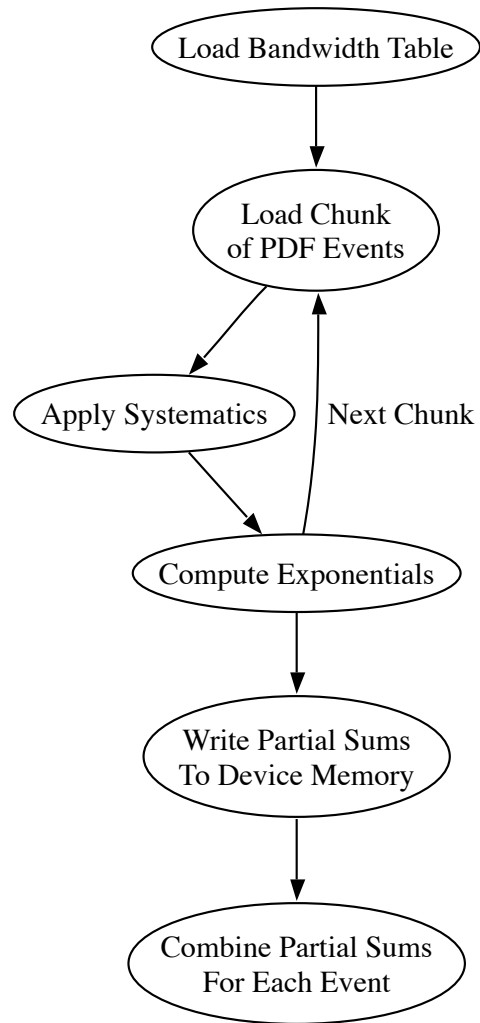 Load Bandwidth Table
Load Chunk
of PDF Events
Apply Systematics
Next Chunk
Compute Exponentials
Write Partial Sums
To Device Memory
Combine Partial Sums
For Each Event